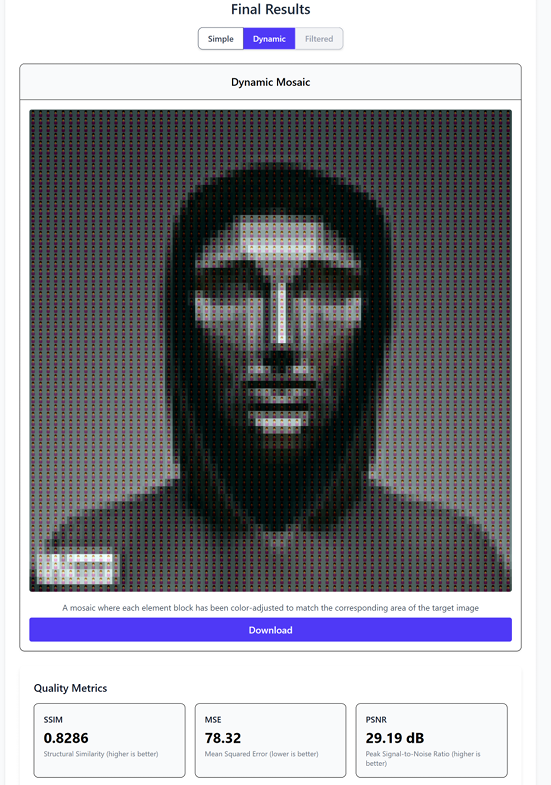 Final Results
Simple Dynamic Filtered
Dynamic Mosaic
A mosaic where each element block has been color-adjusted to match the corresponding area of the target image
Download
Quality Metrics
SSIM MSE PSNR
0.8286 78.32 29.19 dB
Structural Similarity (higher is better) Mean Squared Error (lower is better) Peak Signal-to-Noise Ratio (higher is
better)